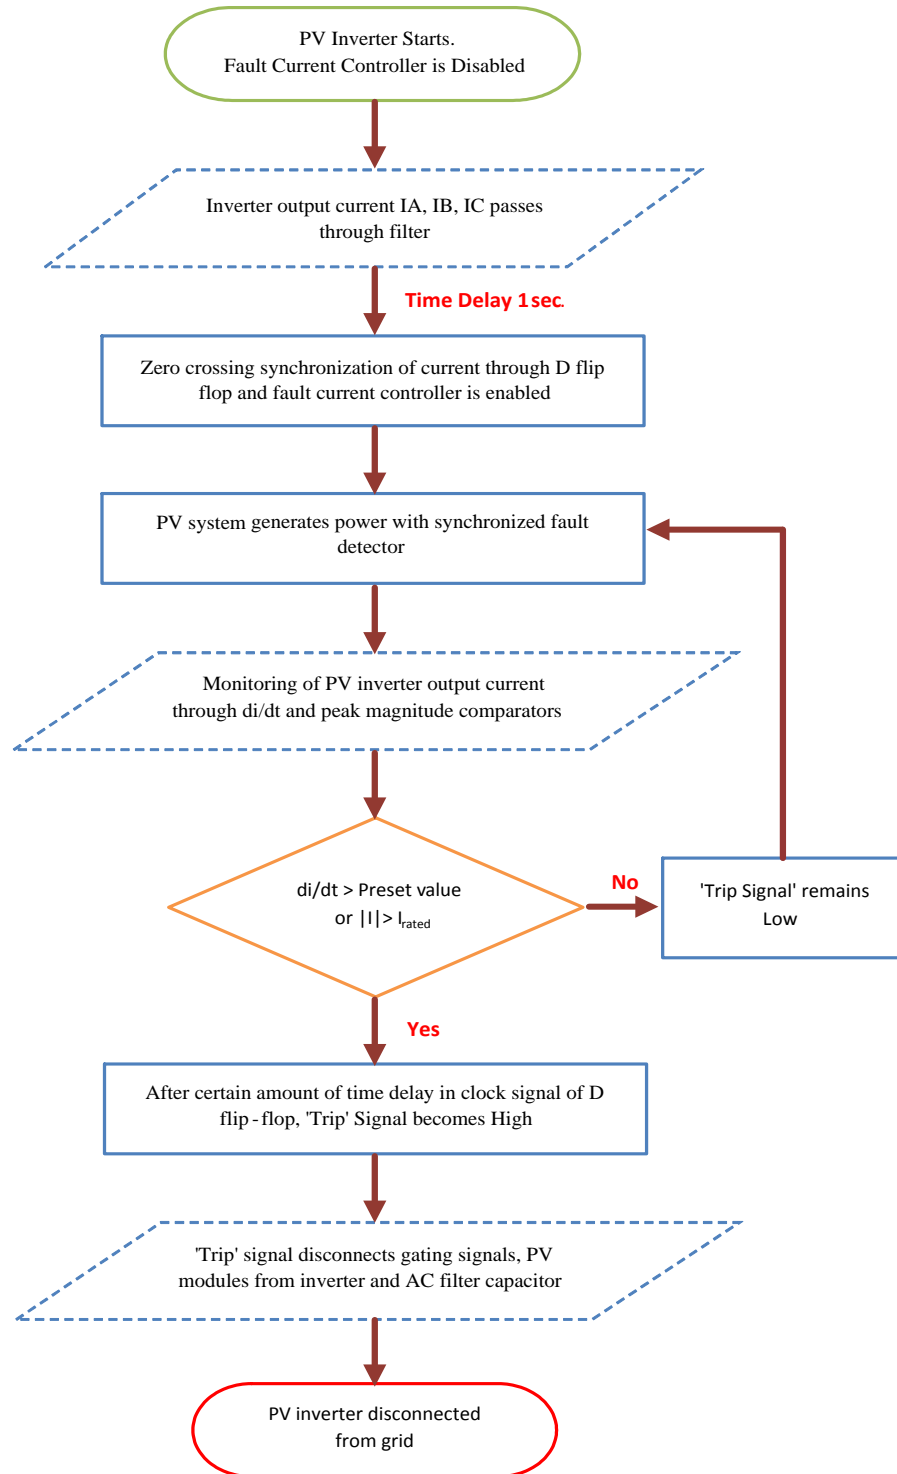 PV Inverter Starts.
Fault Current Controller is Disabled
Inverter output current IA, IB, IC passes
through filter
Time Delay 1 sec.
Zero crossing synchronization of current through D flip
flop and fault current controller is enabled
PV system generates power with synchronized fault
detector
Monitoring of PV inverter output current
through di/dt and peak magnitude comparators
di/dt > Preset value
or |I|> Irated
No
'Trip Signal' remains
Low
Yes
After certain amount of time delay in clock signal of D
flip-flop, 'Trip' Signal becomes High
'Trip' signal disconnects gating signals, PV
modules from inverter and AC filter capacitor
PV inverter disconnected
from grid